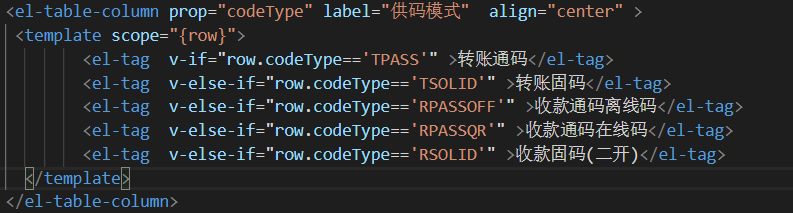 <el-table-column prop="codeType" label="供码模式"  align="center" >
<template scope="{row}">
<el-tag  v-if="row.codeType=='TPASS'" >转账通码</el-tag>
<el-tag  v-else-if="row.codeType=='TSOLID'" >转账固码</el-tag>
<el-tag  v-else-if="row.codeType=='RPASSOFF'" >收款通码离线码</el-tag>
<el-tag  v-else-if="row.codeType=='RPASSQR'" >收款通码在线码</el-tag>
<el-tag  v-else-if="row.codeType=='RSOLID'" >收款固码(二开)</el-tag>
</template>
</el-table-column>